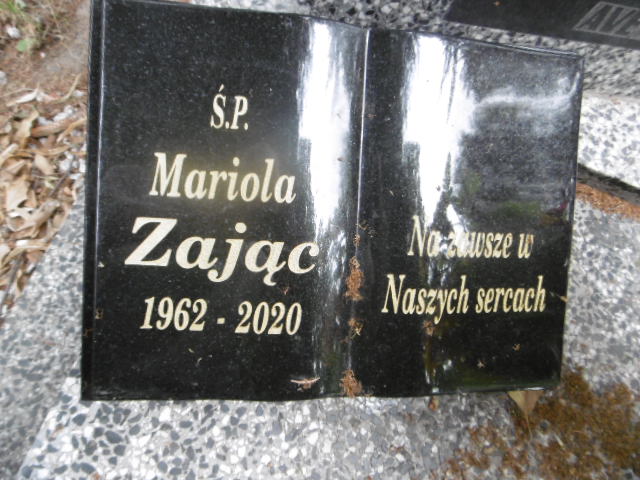 Ś.P.
Mariola
Zając
1962 - 2020
Na zawsze w
Naszych sercach